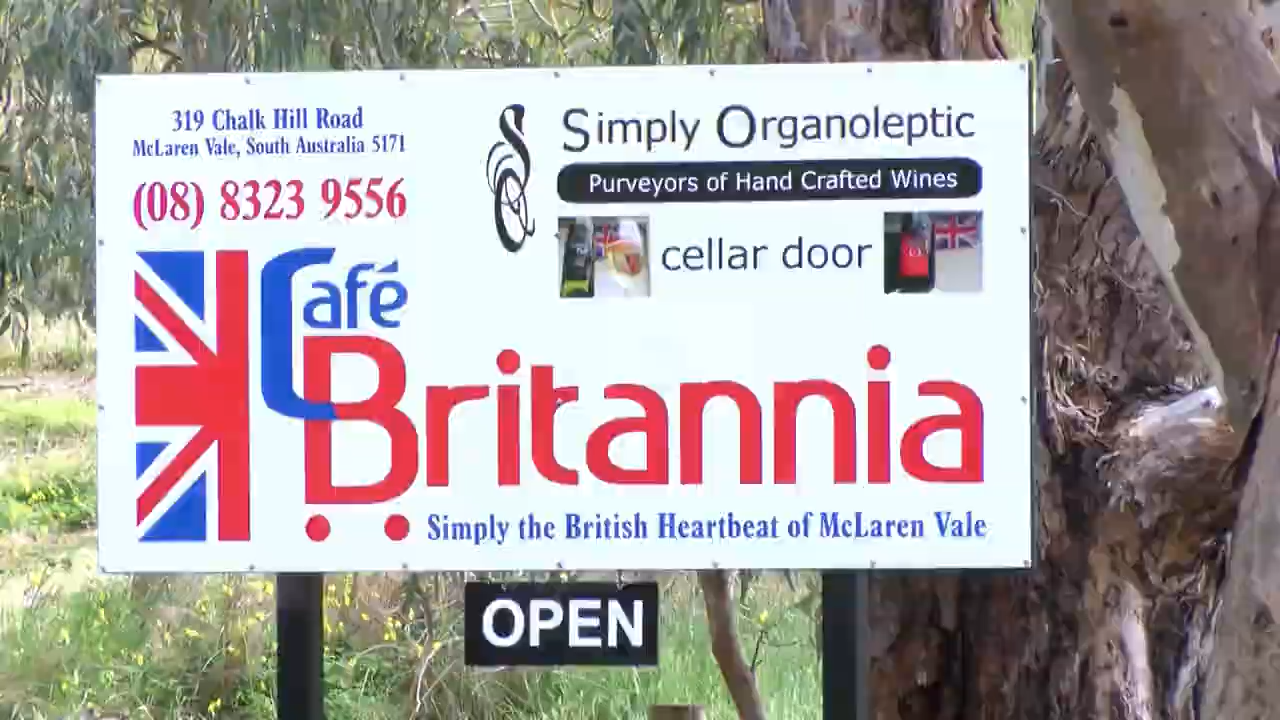 319 Chalk Hill Road
McLaren Vale, South Australia 5171
(08) 8323 9556
Simply Organoleptic
Purveyors of Hand Crafted Wines
cellar door
Café
Britannia
Simply the British Heartbeat of McLaren Vale
OPEN